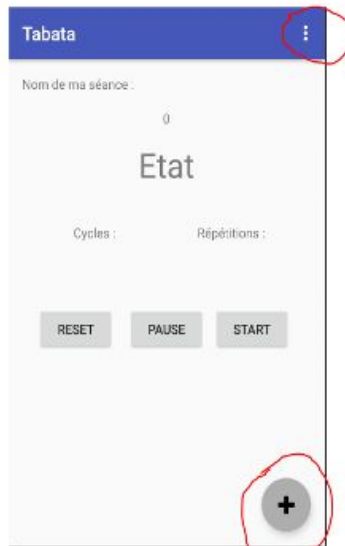 Tabata
Nom de ma séance :
0
Etat
Cycles : Répétitions :
RESET PAUSE START
+